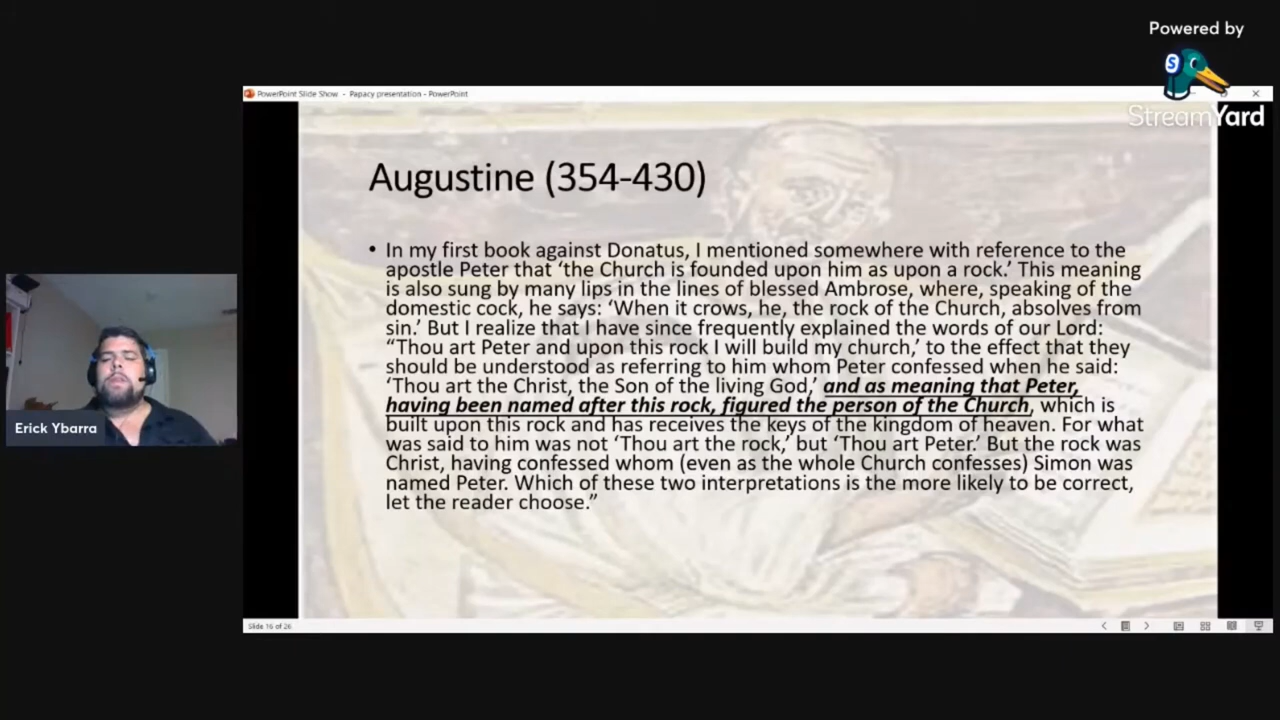 Powered by
StreamYard
PowerPoint Slide Show - Papacy presentation - PowerPoint
Augustine (354-430)
• In my first book against Donatus, I mentioned somewhere with reference to the
apostle Peter that ‘the Church is founded upon him as upon a rock.’ This meaning
is also sung by many lips in the lines of blessed Ambrose, where, speaking of the
domestic cock, he says: ‘When it crows, he, the rock of the Church, absolves from
sin.’ But I realize that I have since frequently explained the words of our Lord:
“Thou art Peter and upon this rock I will build my church,’ to the effect that they
should be understood as referring to him whom Peter confessed when he said:
‘Thou art the Christ, the Son of the living God,’ and as meaning that Peter,
having been named after this rock, figured the person of the Church, which is
built upon this rock and has receives the keys of the kingdom of heaven. For what
was said to him was not ‘Thou art the rock,’ but ‘Thou art Peter.’ But the rock was
Christ, having confessed whom (even as the whole Church confesses) Simon was
named Peter. Which of these two interpretations is the more likely to be correct,
let the reader choose.”
Erick Ybarra
Slide 16 of 26